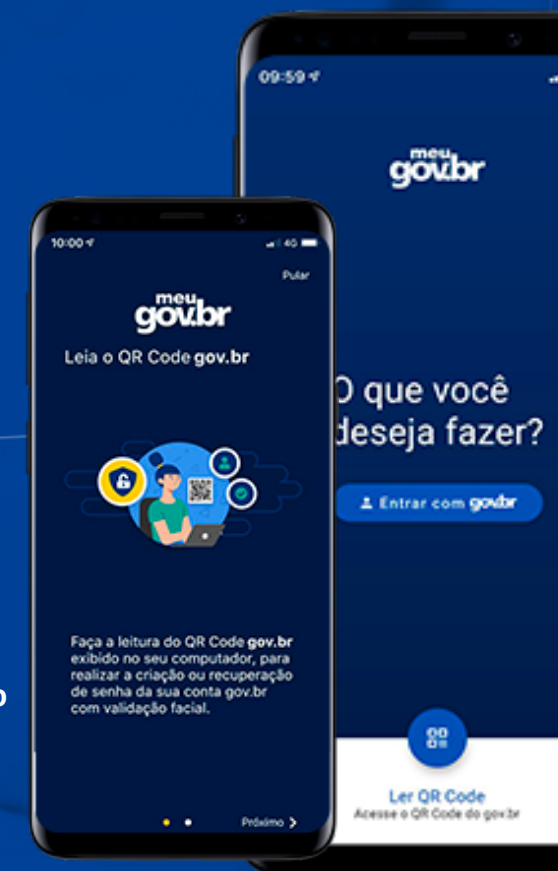 10:00
4G
Pular
meu
gov.br
Leia o QR Code gov.br
Faça a leitura do QR Code gov.br
exibido no seu computador, para
realizar a criação ou recuperação
de senha da sua conta gov.br
com validação facial.
Próximo
09:59
meu
gov.br
O que você
deseja fazer?
Entrar com gov.br
Ler QR Code
Acesse o QR Code do gov.br
o